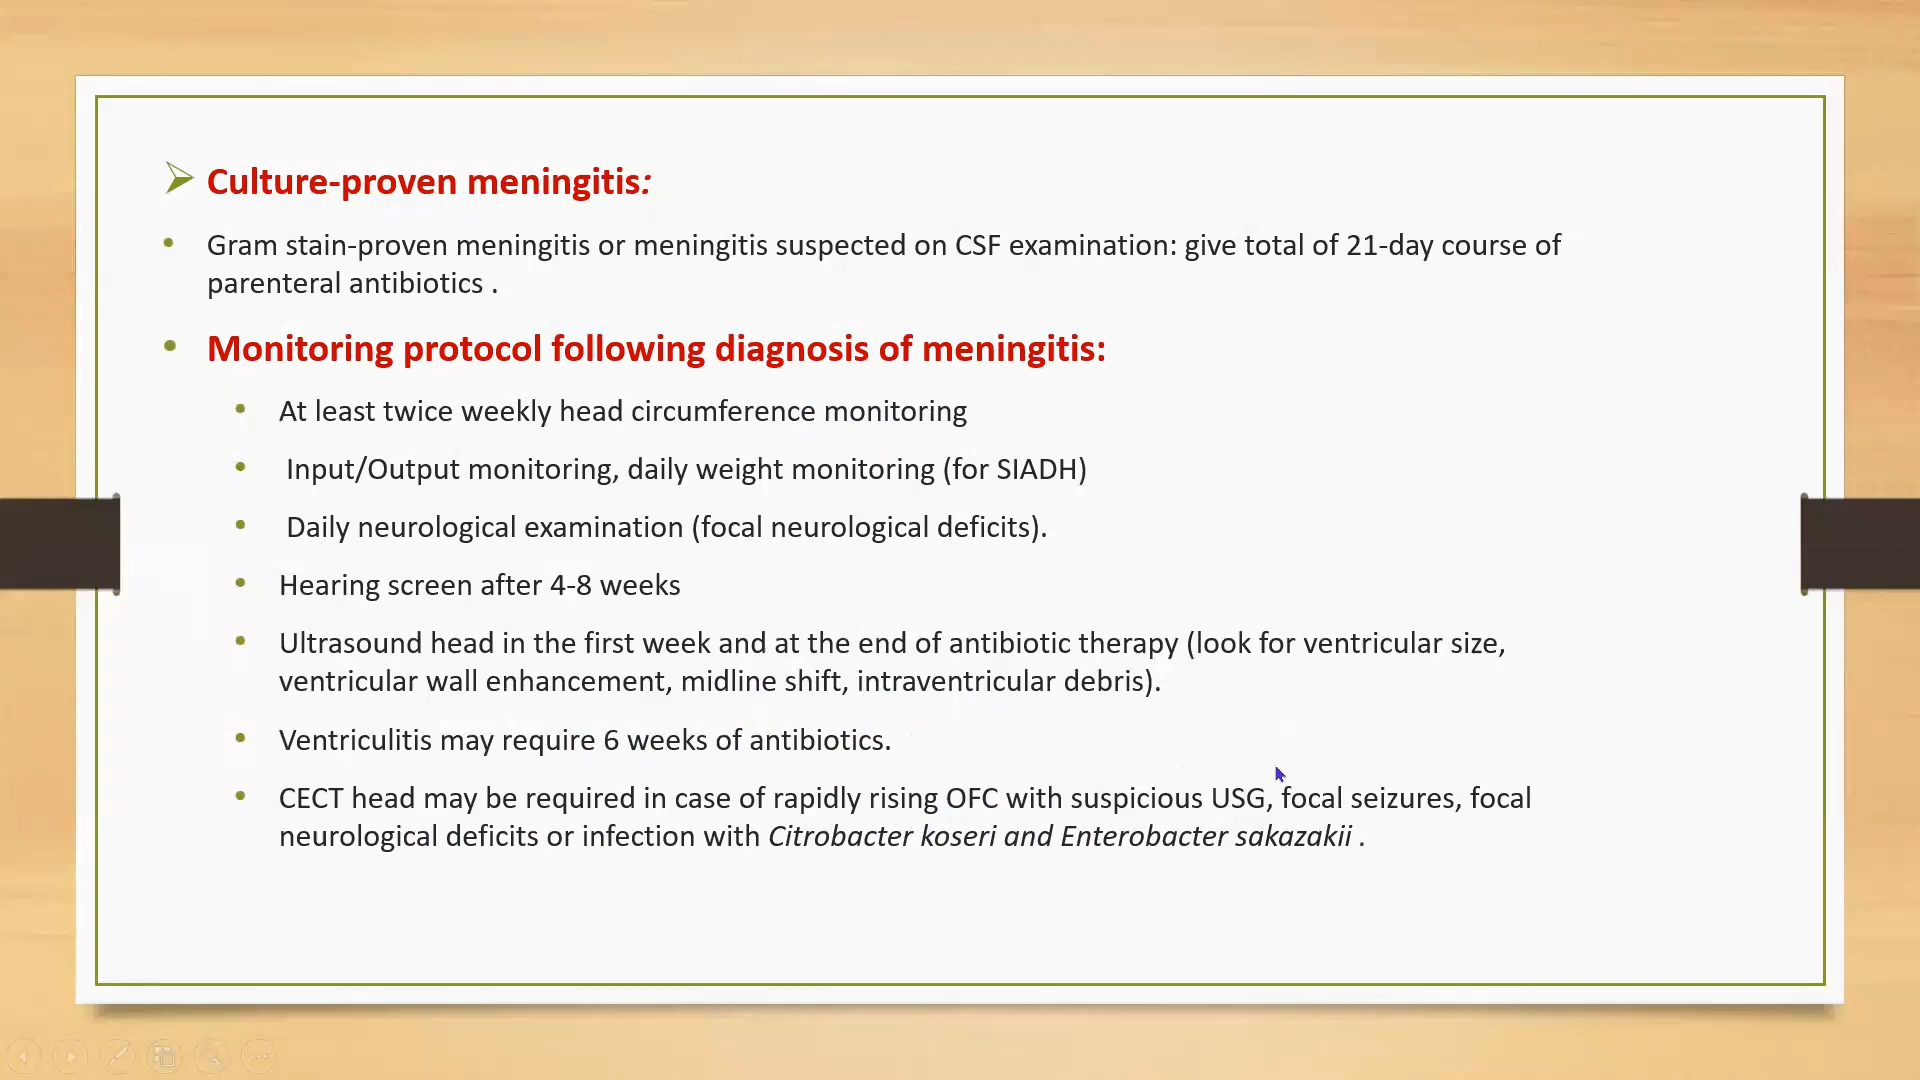 Culture-proven meningitis:
Gram stain-proven meningitis or meningitis suspected on CSF examination: give total of 21-day course of
parenteral antibiotics .
Monitoring protocol following diagnosis of meningitis:
At least twice weekly head circumference monitoring
Input/Output monitoring, daily weight monitoring (for SIADH)
Daily neurological examination (focal neurological deficits).
Hearing screen after 4-8 weeks
Ultrasound head in the first week and at the end of antibiotic therapy (look for ventricular size,
ventricular wall enhancement, midline shift, intraventricular debris).
Ventriculitis may require 6 weeks of antibiotics.
CECT head may be required in case of rapidly rising OFC with suspicious USG, focal seizures, focal
neurological deficits or infection with Citrobacter koseri and Enterobacter sakazakii .